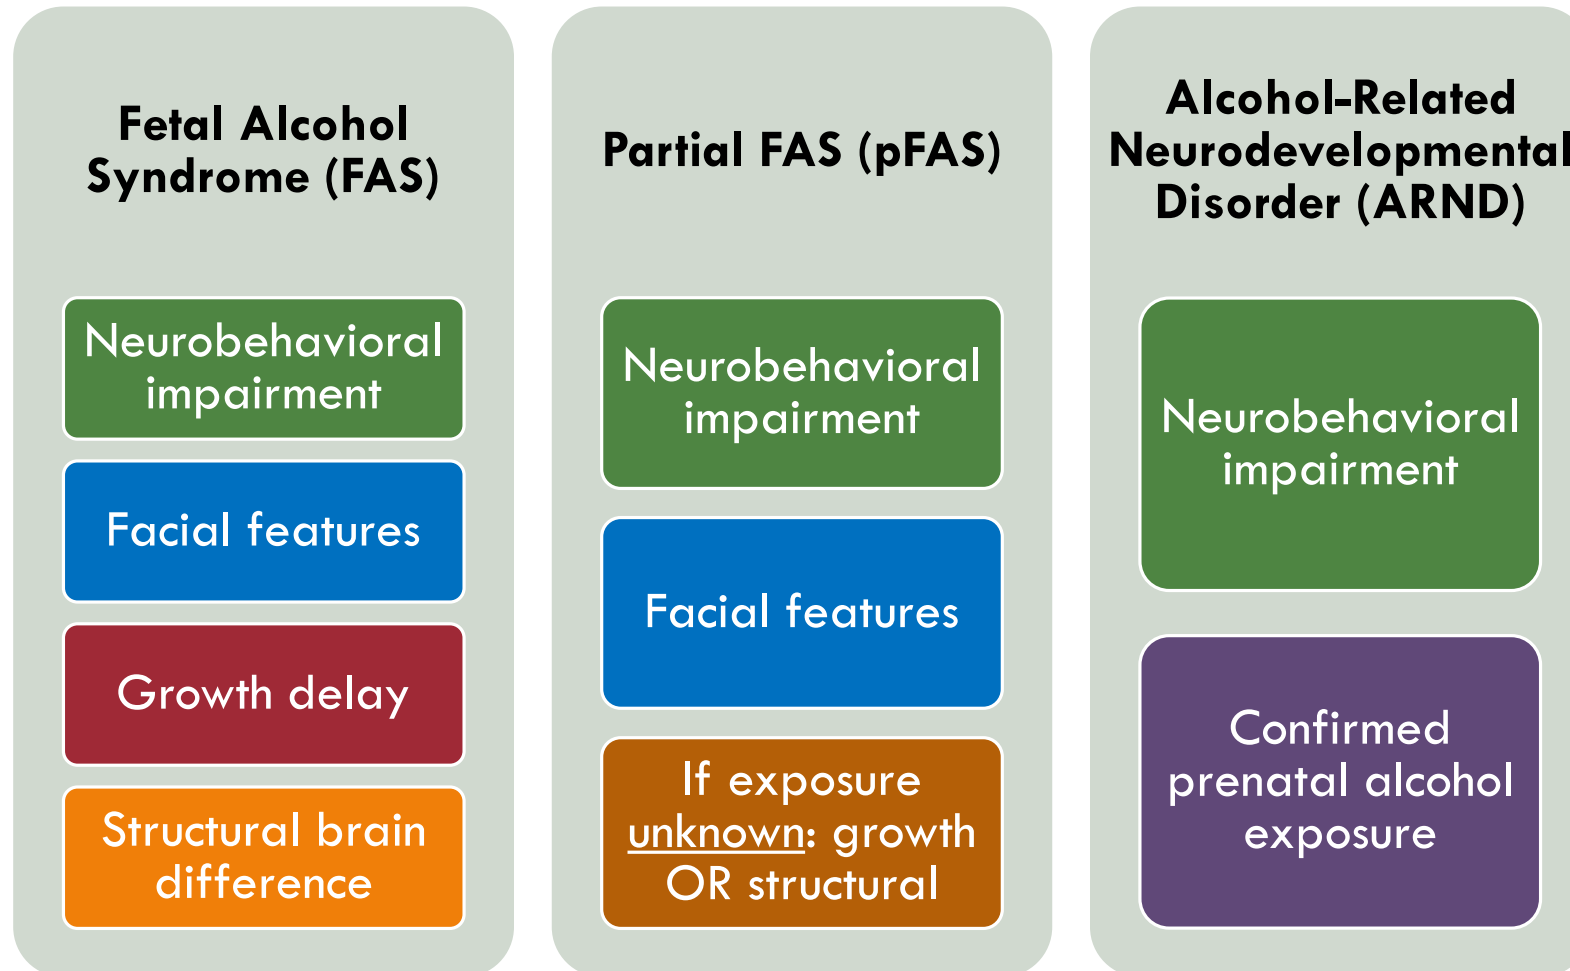 Fetal Alcohol
Syndrome (FAS)
Neurobehavioral
impairment
Facial features
Growth delay
Structural brain
difference
Partial FAS (pFAS)
Neurobehavioral
impairment
Facial features
If exposure
unknown: growth
OR structural
Alcohol-Related
Neurodevelopmental
Disorder (ARND)
Neurobehavioral
impairment
Confirmed
prenatal alcohol
exposure